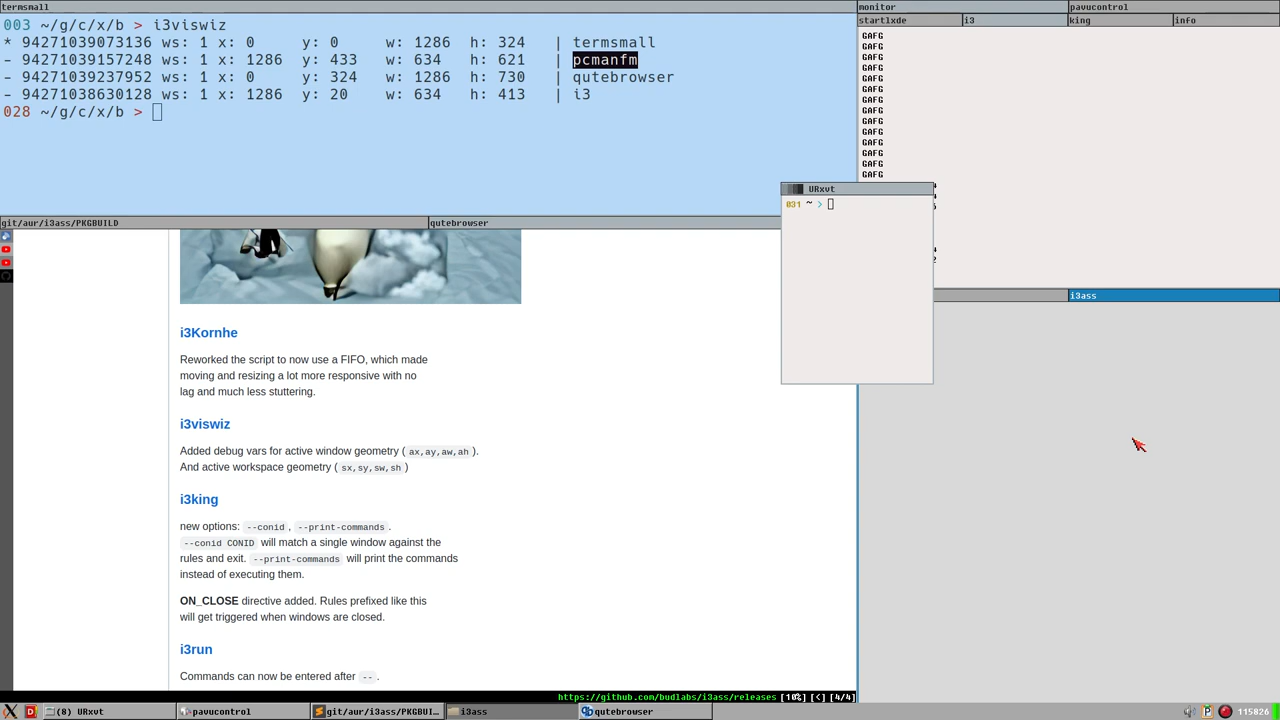 termsmall
003 ~/g/c/x/b > i3viswiz
* 94271039073136 ws: 1 x: 0 y: 0 w: 1286 h: 324 | termsmall
- 94271039157248 ws: 1 x: 1286 y: 433 w: 634 h: 621 | pcmanfm
- 94271039237952 ws: 1 x: 0 y: 324 w: 1286 h: 730 | qutebrowser
- 94271038630128 ws: 1 x: 1286 y: 20 w: 634 h: 413 | i3
028 ~/g/c/x/b >
monitor pavucontrol
startlxde i3 king info
GAFG
GAFG
GAFG
GAFG
GAFG
GAFG
GAFG
GAFG
GAFG
GAFG
GAFG
GAFG
GAFG
GAFG
URxvt
031 ~ >
git/aur/i3ass/PKGBUILD qutebrowser
i3ass
i3Kornhe
Reworked the script to now use a FIFO, which made
moving and resizing a lot more responsive with no
lag and much less stuttering.
i3viswiz
Added debug vars for active window geometry ( ax,ay,aw,ah ).
And active workspace geometry ( sx,sy,sw,sh )
i3king
new options: --conid , --print-commands .
--conid CONID will match a single window against the
rules and exit. --print-commands will print the commands
instead of executing them.
ON_CLOSE directive added. Rules prefixed like this
will get triggered when windows are closed.
i3run
Commands can now be entered after -- .
https://github.com/budlabs/i3ass/releases [10%] [<] [4/4]
(8) URxvt pavucontrol git/aur/i3ass/PKGBUI... i3ass qutebrowser 115826